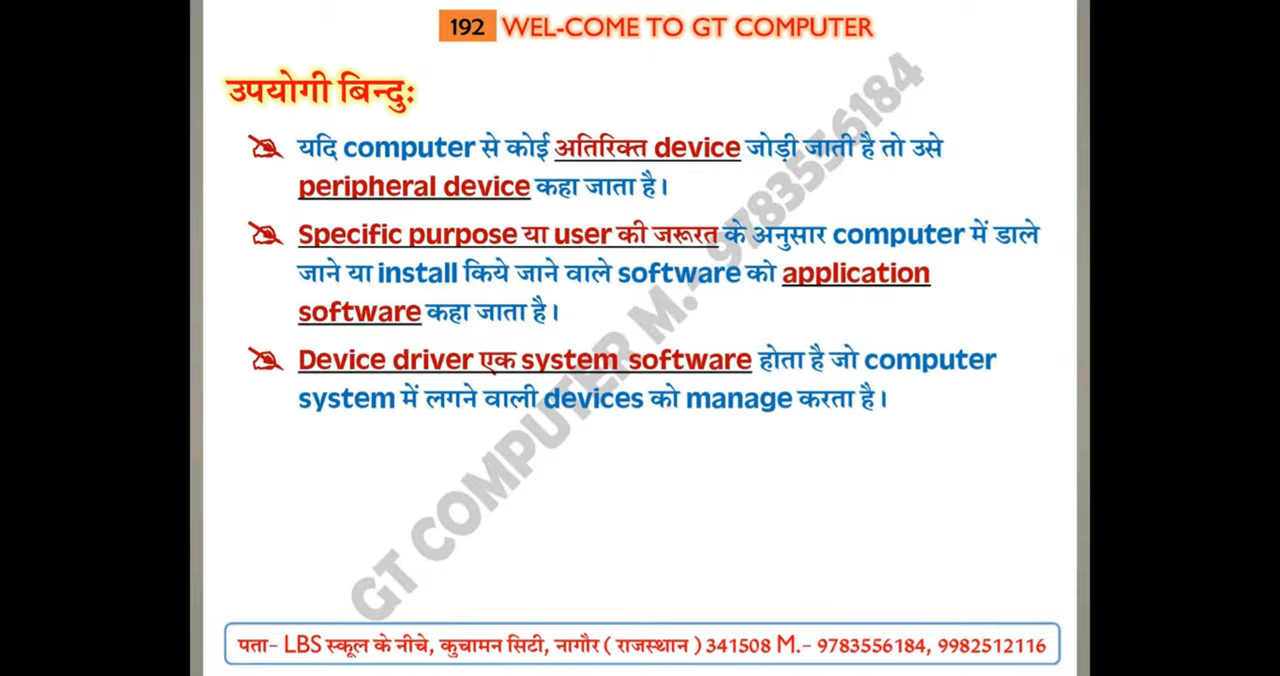 192 WEL-COME TO GT COMPUTER
उपयोगी बिन्दुः
यदि computer से कोई अतिरिक्त device जोड़ी जाती है तो उसे
peripheral device कहा जाता है।
Specific purpose या user की जरूरत के अनुसार computer में डाले
जाने या install किये जाने वाले software को application
software कहा जाता है।
Device driver एक system software होता है जो computer
system में लगने वाली devices को manage करता है।
GT COMPUTER M.- 9783556184
पता- LBS स्कूल के नीचे, कुचामन सिटी, नागौर ( राजस्थान ) 341508 M.- 9783556184, 9982512116